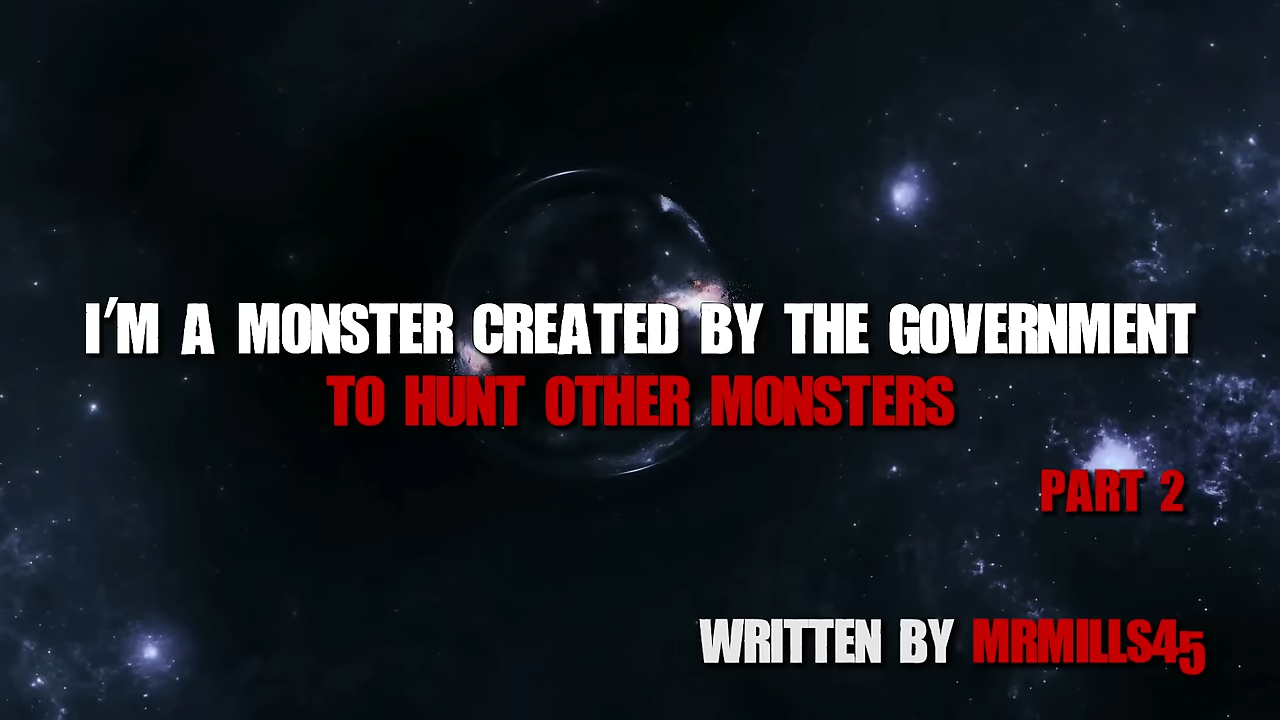 I'M A MONSTER CREATED BY THE GOVERNMENT
TO HUNT OTHER MONSTERS
PART 2
WRITTEN BY MRMILLS45